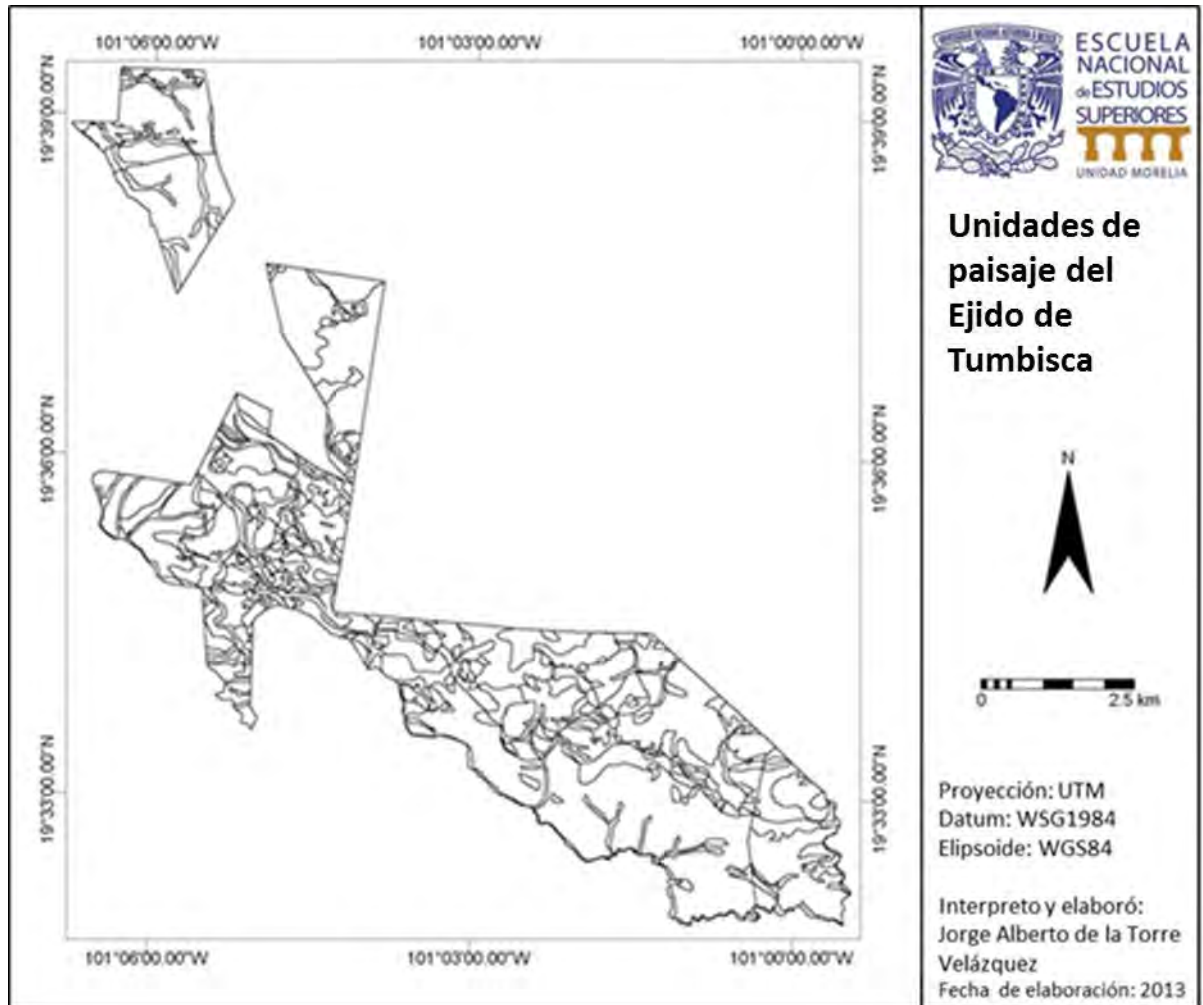 101°06'00.00"W
101°03'00.00"W
101°00'00.00"W
19°39'00.00"N
19°39'00.00"N
19°36'00.00"N
19°36'00.00"N
19°33'00.00"N
19°33'00.00"N
101°06'00.00"W
101°03'00.00"W
101°00'00.00"W
ESCUELA
NACIONAL
de ESTUDIOS
SUPERIORES
UNIDAD MORELIA
Unidades de
paisaje del
Ejido de
Tumbisca
N
0 2.5 km
Proyección: UTM
Datum: WSG1984
Elipsoide: WGS84
Interpreto y elaboró:
Jorge Alberto de la Torre
Velázquez
Fecha de elaboración: 2013